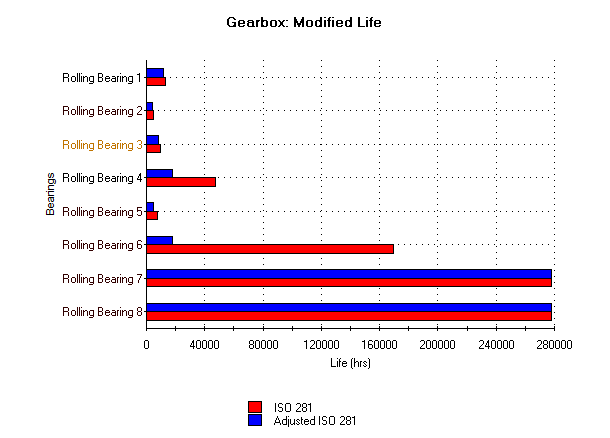 Gearbox: Modified Life
Bearings
Rolling Bearing 1
Rolling Bearing 2
Rolling Bearing 3
Rolling Bearing 4
Rolling Bearing 5
Rolling Bearing 6
Rolling Bearing 7
Rolling Bearing 8
0 40000 80000 120000 160000 200000 240000 280000
Life (hrs)
ISO 281
Adjusted ISO 281